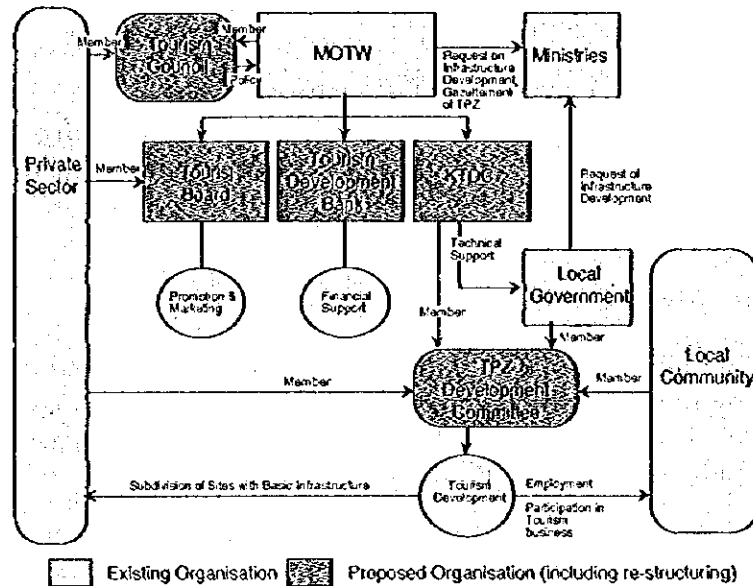 Member
Tourism
Council
Member
Policy
MOTW
Request on
Infrastructure
Development,
Gazettement
of TPZ
Ministries
Private
Sector
Member
Tourist
Board
Tourism
Development
Bank
KTDC
Request of
Infrastructure
Development
Technical
Support
Promotion &
Marketing
Financial
Support
Local
Government
Member
Member
TPZ
Development
Committee
Member
Member
Local
Community
Subdivision of Sites with Basic Infrastructure
Tourism
Development
Employment
Participation in
Tourism
business
Existing Organisation
Proposed Organisation (including re-structuring)